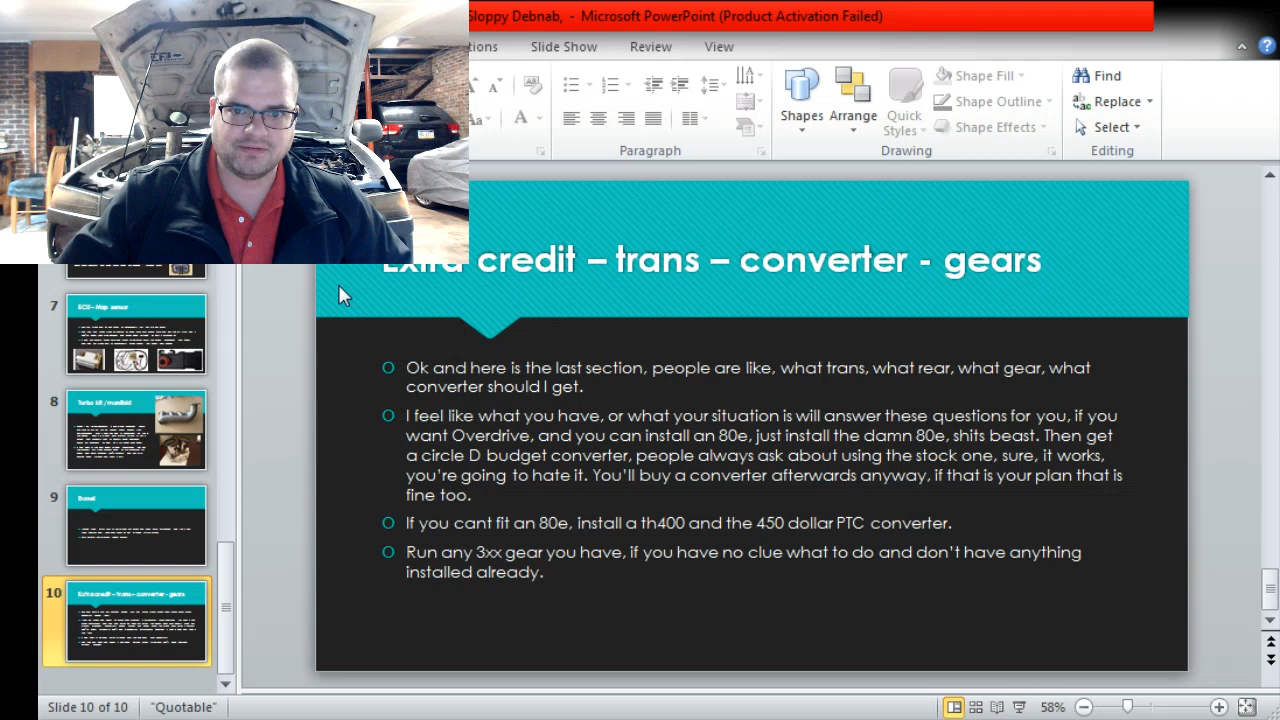 Sloppy Debnab, - Microsoft PowerPoint (Product Activation Failed)
tions Slide Show Review View
Shapes Arrange Quick Styles
Shape Fill
Shape Outline
Shape Effects
Find
Replace
Select
Paragraph Drawing Editing
Extra credit – trans – converter - gears
Ok and here is the last section, people are like, what trans, what rear, what gear, what
converter should I get.
I feel like what you have, or what your situation is will answer these questions for you, if you
want Overdrive, and you can install an 80e, just install the damn 80e, shits beast. Then get
a circle D budget converter, people always ask about using the stock one, sure, it works,
you're going to hate it. You'll buy a converter afterwards anyway, if that is your plan that is
fine too.
If you cant fit an 80e, install a th400 and the 450 dollar PTC converter.
Run any 3xx gear you have, if you have no clue what to do and don't have anything
installed already.
7
ECU – Map sensor
8
Turbo kit / manifold
9
10
Extra credit – trans – converter - gears
Slide 10 of 10 "Quotable" 58%